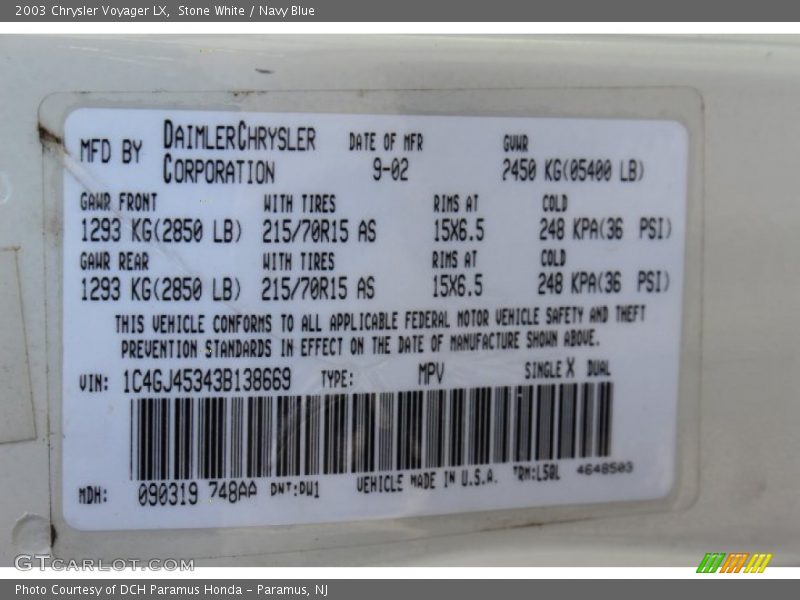 2003 Chrysler Voyager LX, Stone White / Navy Blue
MFD BY DAIMLERCHRYSLER CORPORATION DATE OF MFR 9-02 GVWR 2450 KG(05400 LB)
GAWR FRONT WITH TIRES RIMS AT COLD
1293 KG(2850 LB) 215/70R15 AS 15X6.5 248 KPA(36 PSI)
GAWR REAR WITH TIRES RIMS AT COLD
1293 KG(2850 LB) 215/70R15 AS 15X6.5 248 KPA(36 PSI)
THIS VEHICLE CONFORMS TO ALL APPLICABLE FEDERAL MOTOR VEHICLE SAFETY AND THEFT
PREVENTION STANDARDS IN EFFECT ON THE DATE OF MANUFACTURE SHOWN ABOVE.
VIN: 1C4GJ45343B138669 TYPE: MPV SINGLE X DUAL
MDH: 090319 748AA PNT:DW1 VEHICLE MADE IN U.S.A. TRM:L5QL 4648503
GTCarLot.com
Photo Courtesy of DCH Paramus Honda - Paramus, NJ